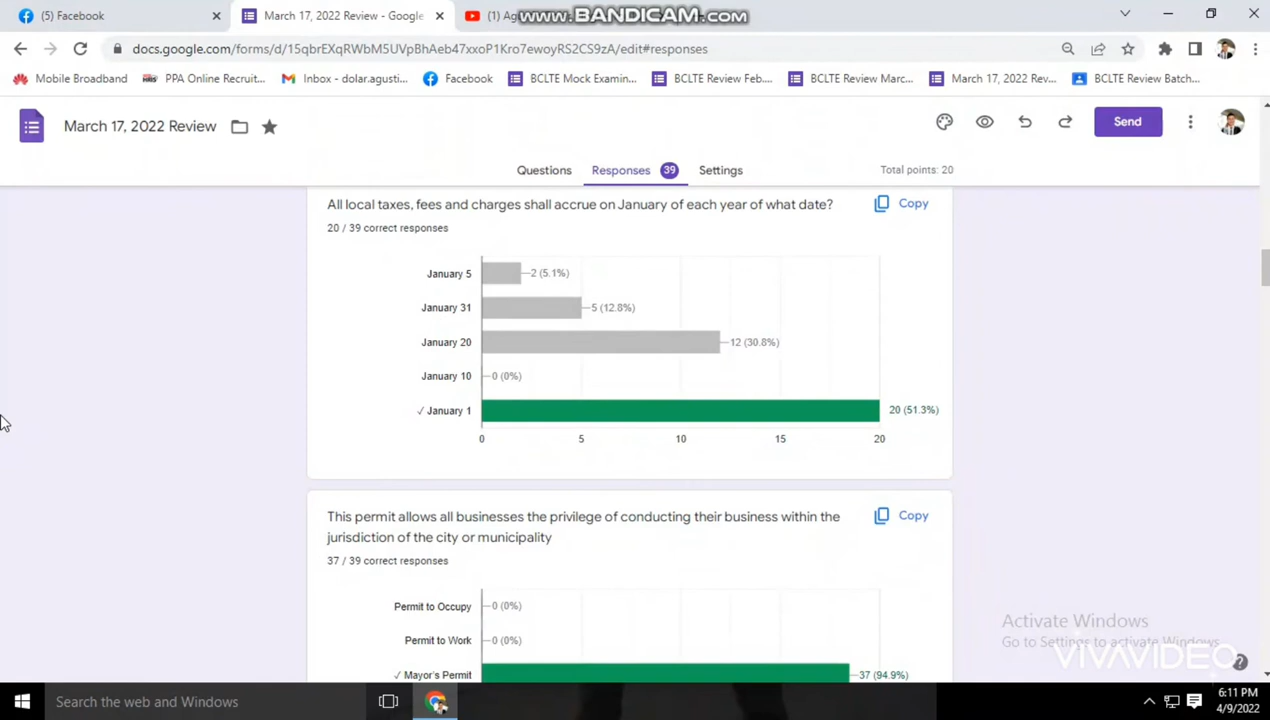 (5) Facebook
March 17, 2022 Review - Google
(1) Ag
www.BANDICAM.com
docs.google.com/forms/d/15qbrEXqRWbM5UVpBhAeb47xxoP1Kro7ewoyRS2CS9zA/edit#responses
Mobile Broadband
PPA Online Recruit...
Inbox - dolar.agusti...
Facebook
BCLTE Mock Examin...
BCLTE Review Feb....
BCLTE Review Marc...
March 17, 2022 Rev...
BCLTE Review Batch...
March 17, 2022 Review
Send
Questions
Responses 39
Settings
Total points: 20
All local taxes, fees and charges shall accrue on January of each year of what date?
Copy
20 / 39 correct responses
January 5
2 (5.1%)
January 31
5 (12.8%)
January 20
12 (30.8%)
January 10
0 (0%)
✓ January 1
20 (51.3%)
0 5 10 15 20
This permit allows all businesses the privilege of conducting their business within the
jurisdiction of the city or municipality
Copy
37 / 39 correct responses
Permit to Occupy
0 (0%)
Permit to Work
0 (0%)
✓ Mayor's Permit
37 (94.9%)
Activate Windows
Go to Settings to activate Windows.
VIVAVIDEO
Search the web and Windows
6:11 PM
4/9/2022